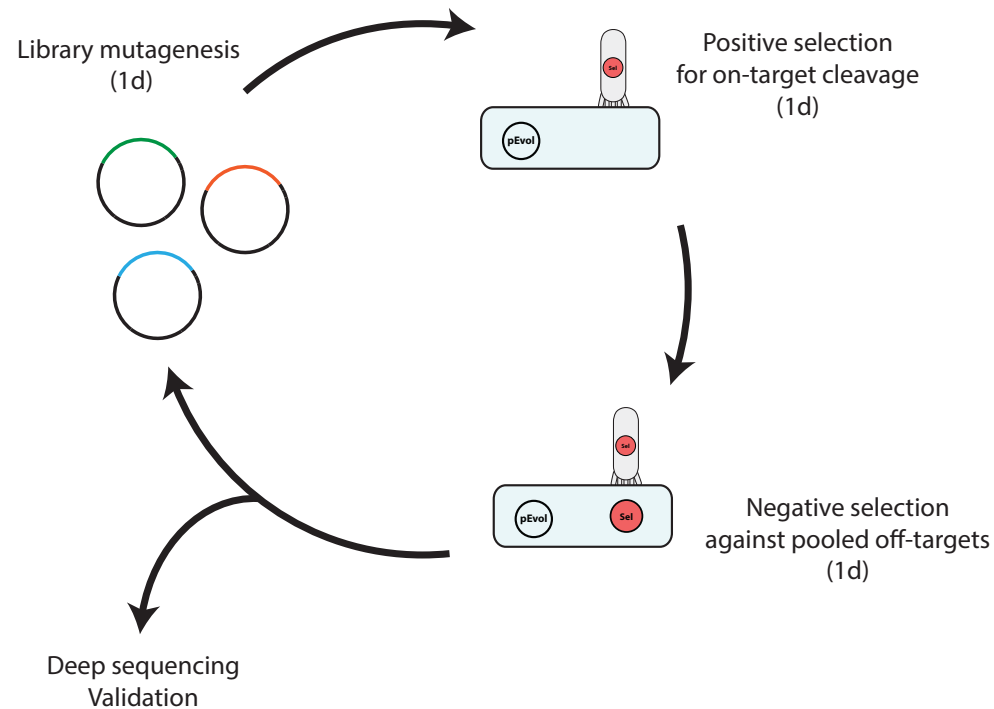 Library mutagenesis
(1d)
Sel
pEvol
Positive selection
for on-target cleavage
(1d)
Sel
pEvol
Sel
Negative selection
against pooled off-targets
(1d)
Deep sequencing
Validation